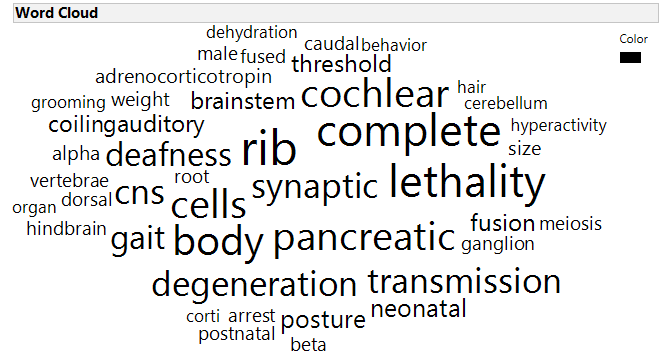 Word Cloud
Color
dehydration
male fused caudal behavior
adrenocorticotropin threshold
grooming weight brainstem cochlear hair
cerebellum
coiling auditory complete hyperactivity
alpha deafness rib size
vertebrae root synaptic lethality
organ dorsal cns cells
hindbrain gait body pancreatic fusion meiosis
ganglion
degeneration transmission
corti arrest posture neonatal
postnatal beta